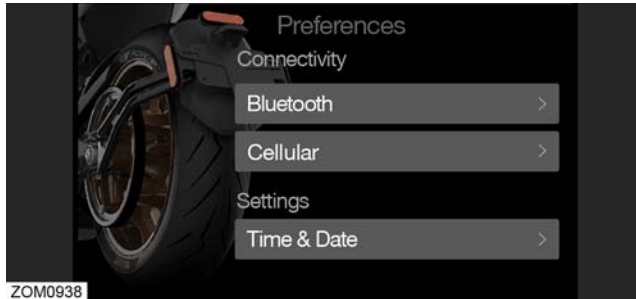 Preferences
Connectivity
Bluetooth
Cellular
Settings
Time & Date
ZOM0938